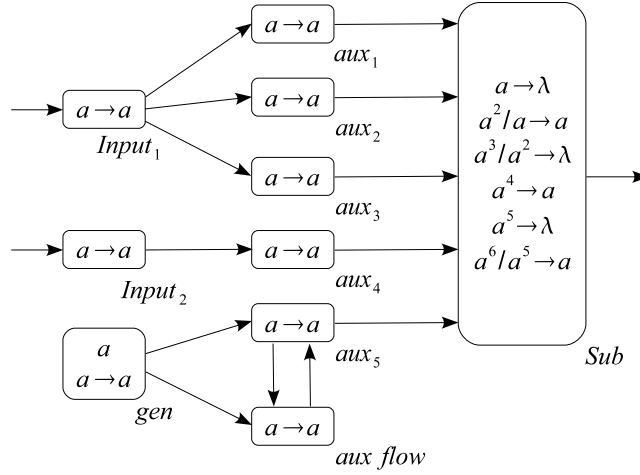 a→a
aux₁
a→a
Input₁
a→a
aux₂
a→a
aux₃
a→λ
a²/a→a
a³/a²→λ
a⁴→a
a⁵→λ
a⁶/a⁵→a
Sub
a→a
Input₂
a→a
aux₄
a
a→a
gen
a→a
aux₅
a→a
aux flow